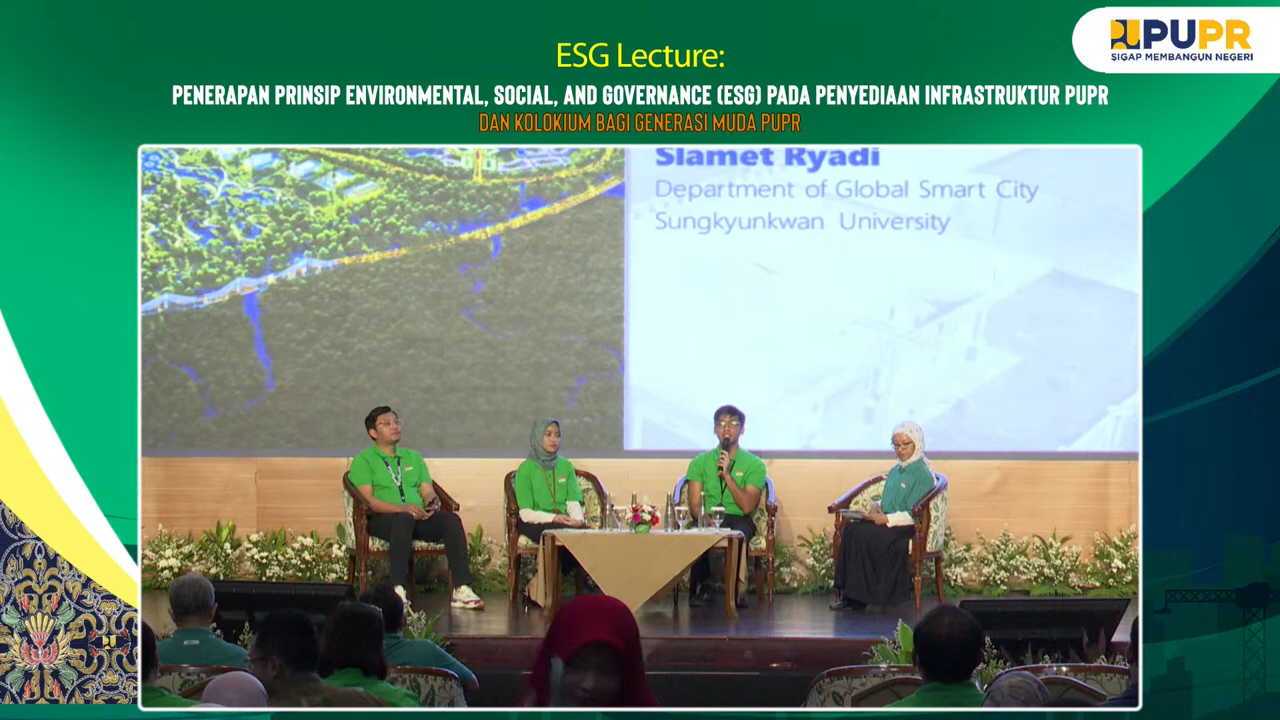 ESG Lecture:
PENERAPAN PRINSIP ENVIRONMENTAL, SOCIAL, AND GOVERNANCE (ESG) PADA PENYEDIAAN INFRASTRUKTUR PUPR
DAN KOLOKIUM BAGI GENERASI MUDA PUPR
PUPR
SIGAP MEMBANGUN NEGERI
Slamet Ryadi
Department of Global Smart City
Sungkyunkwan University